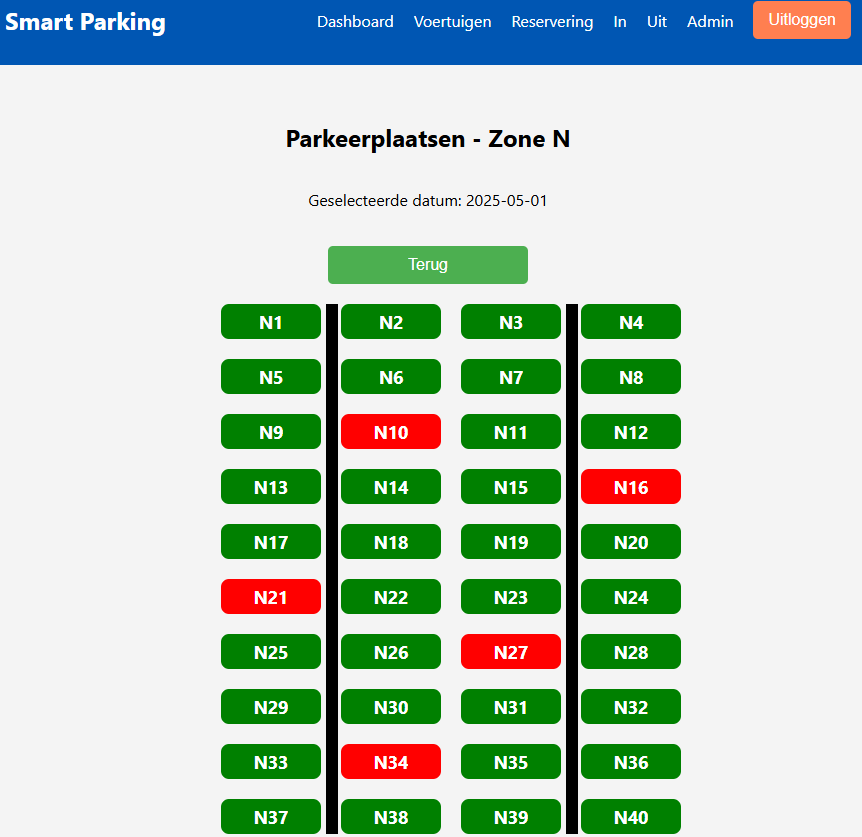 Smart Parking Dashboard Voertuigen Reservering In Uit Admin Uitloggen
Parkeerplaatsen - Zone N
Geselecteerde datum: 2025-05-01
Terug
N1 N2 N3 N4
N5 N6 N7 N8
N9 N10 N11 N12
N13 N14 N15 N16
N17 N18 N19 N20
N21 N22 N23 N24
N25 N26 N27 N28
N29 N30 N31 N32
N33 N34 N35 N36
N37 N38 N39 N40